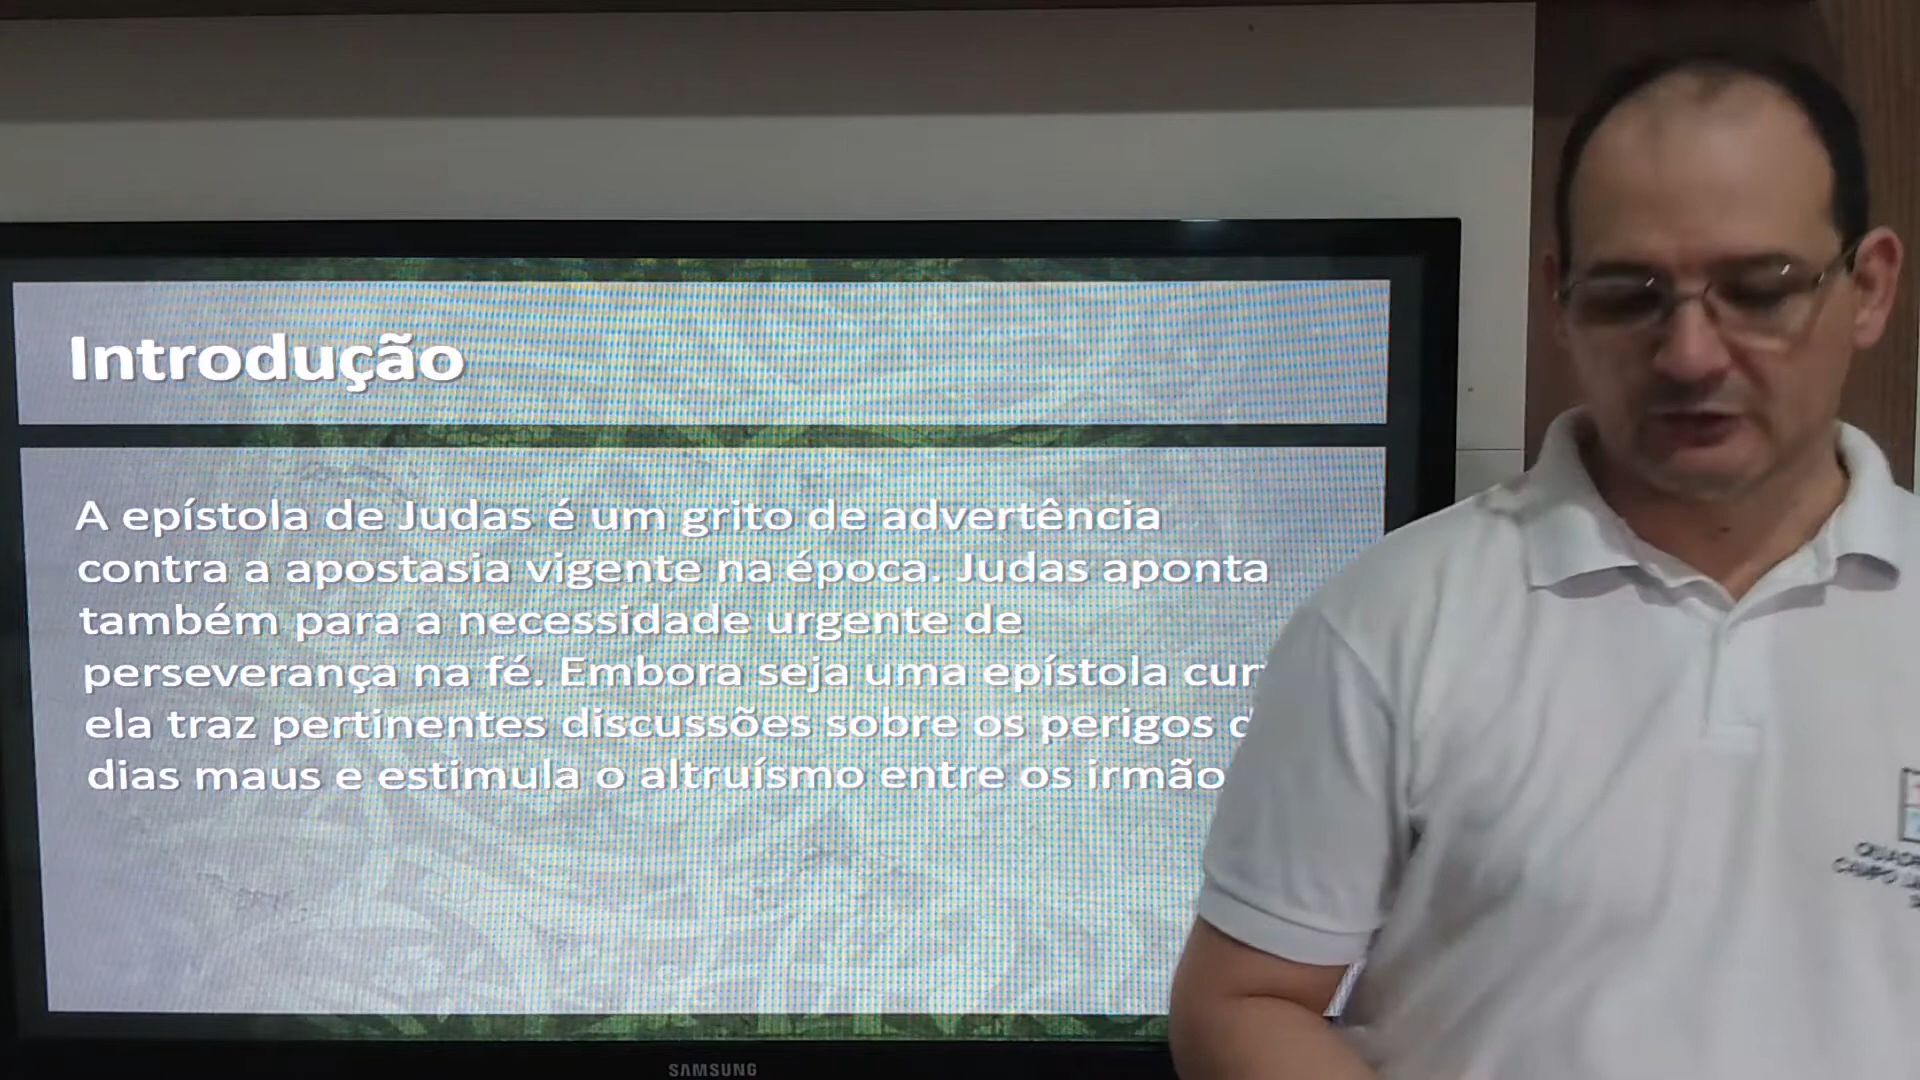 Introdução
A epístola de Judas é um grito de advertência
contra a apostasia vigente na época. Judas aponta
também para a necessidade urgente de
perseverança na fé. Embora seja uma epístola
ela traz pertinentes discussões sobre os perigos
dias maus e estimula o altruísmo entre os irmão
SAMSUNG
CAMPO